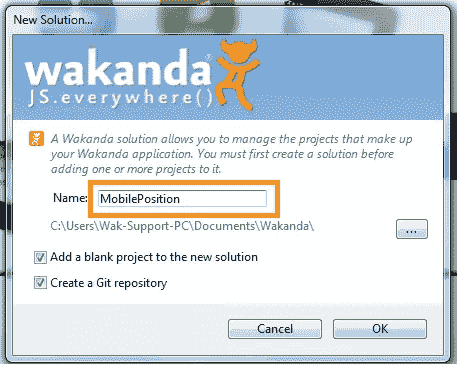 New Solution...
wakanda
JS.everywhere()
A Wakanda solution allows you to manage the projects that make up
your Wakanda application. You must first create a solution before
adding one or more projects to it.
Name: MobilePosition
C:\Users\Wak-Support-PC\Documents\Wakanda\
...
Add a blank project to the new solution
Create a Git repository
Cancel OK